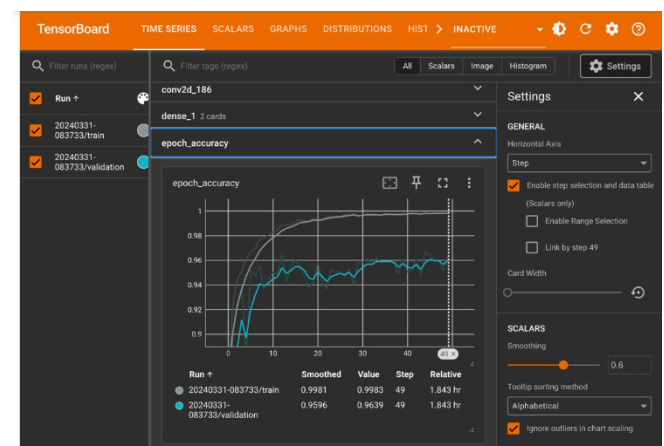 TensorBoard
TIME SERIES SCALARS GRAPHS DISTRIBUTIONS HIST INACTIVE
Filter runs (regex)
Run ↑
20240331-
083733/train
20240331-
083733/validation
Filter tags (regex)
All Scalars Image Histogram Settings
conv2d_186
dense_1 2 cards
epoch_accuracy
epoch_accuracy
1
0.98
0.96
0.94
0.92
0.9
0 10 20 30 40 49 ×
Run ↑ Smoothed Value Step Relative
20240331-083733/train 0.9981 0.9983 49 1.843 hr
20240331- 0.9596 0.9639 49 1.843 hr
083733/validation
Settings
GENERAL
Horizontal Axis
Step
Enable step selection and data table
(Scalars only)
Enable Range Selection
Link by step 49
Card Width
SCALARS
Smoothing
0.6
Tooltip sorting method
Alphabetical
Ignore outliers in chart scaling